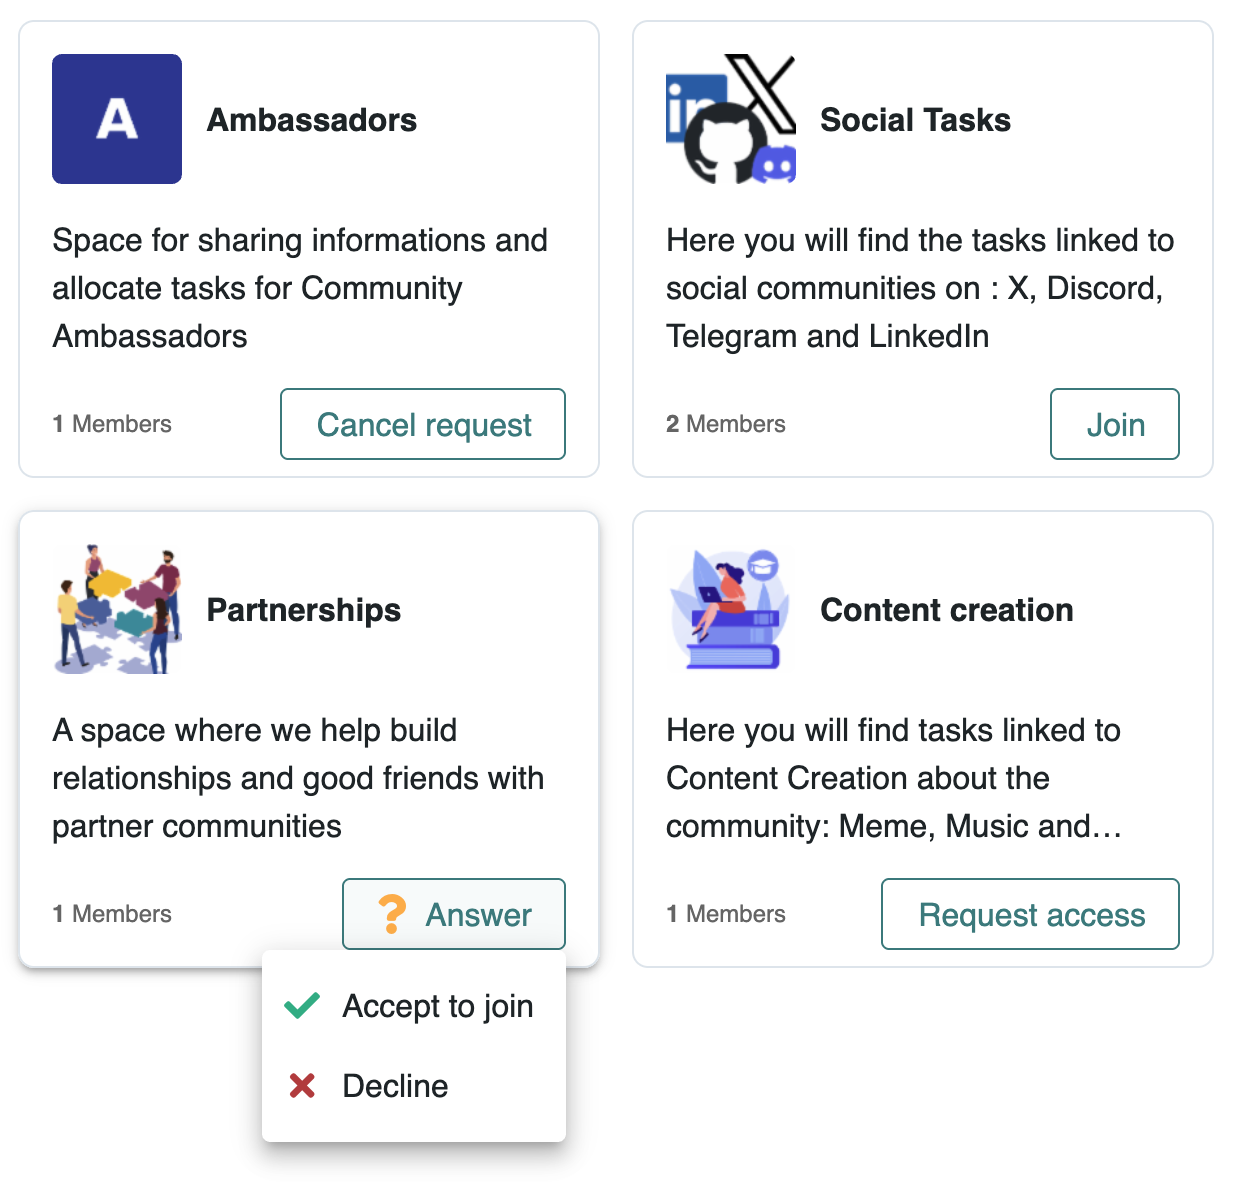 A
Ambassadors
Space for sharing informations and
allocate tasks for Community
Ambassadors
1 Members
Cancel request
in
Social Tasks
Here you will find the tasks linked to
social communities on : X, Discord,
Telegram and LinkedIn
2 Members
Join
Partnerships
A space where we help build
relationships and good friends with
partner communities
1 Members
? Answer
Accept to join
Decline
Content creation
Here you will find tasks linked to
Content Creation about the
community: Meme, Music and…
1 Members
Request access